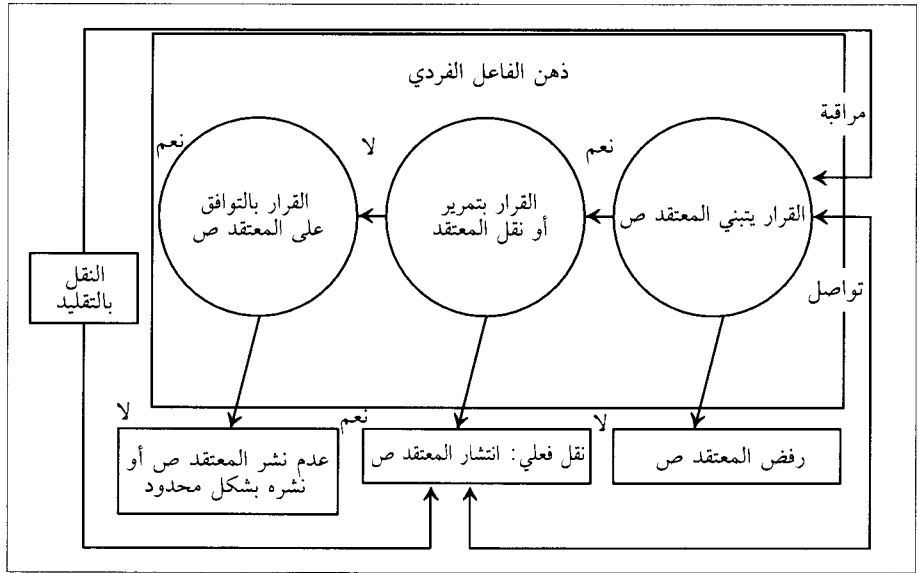 ذهن الفاعل الفردي
مراقبة
نعم
لا
نعم
القرار يتبني المعتقد ص
القرار بتمرير
أو نقل المعتقد
القرار بالتوافق
على المعتقد ص
النقل
بالتقليد
تواصل
لا
نعم
لا
رفض المعتقد ص
نقل فعلي: انتشار المعتقد ص
عدم نشر المعتقد ص أو
نشره بشكل محدود